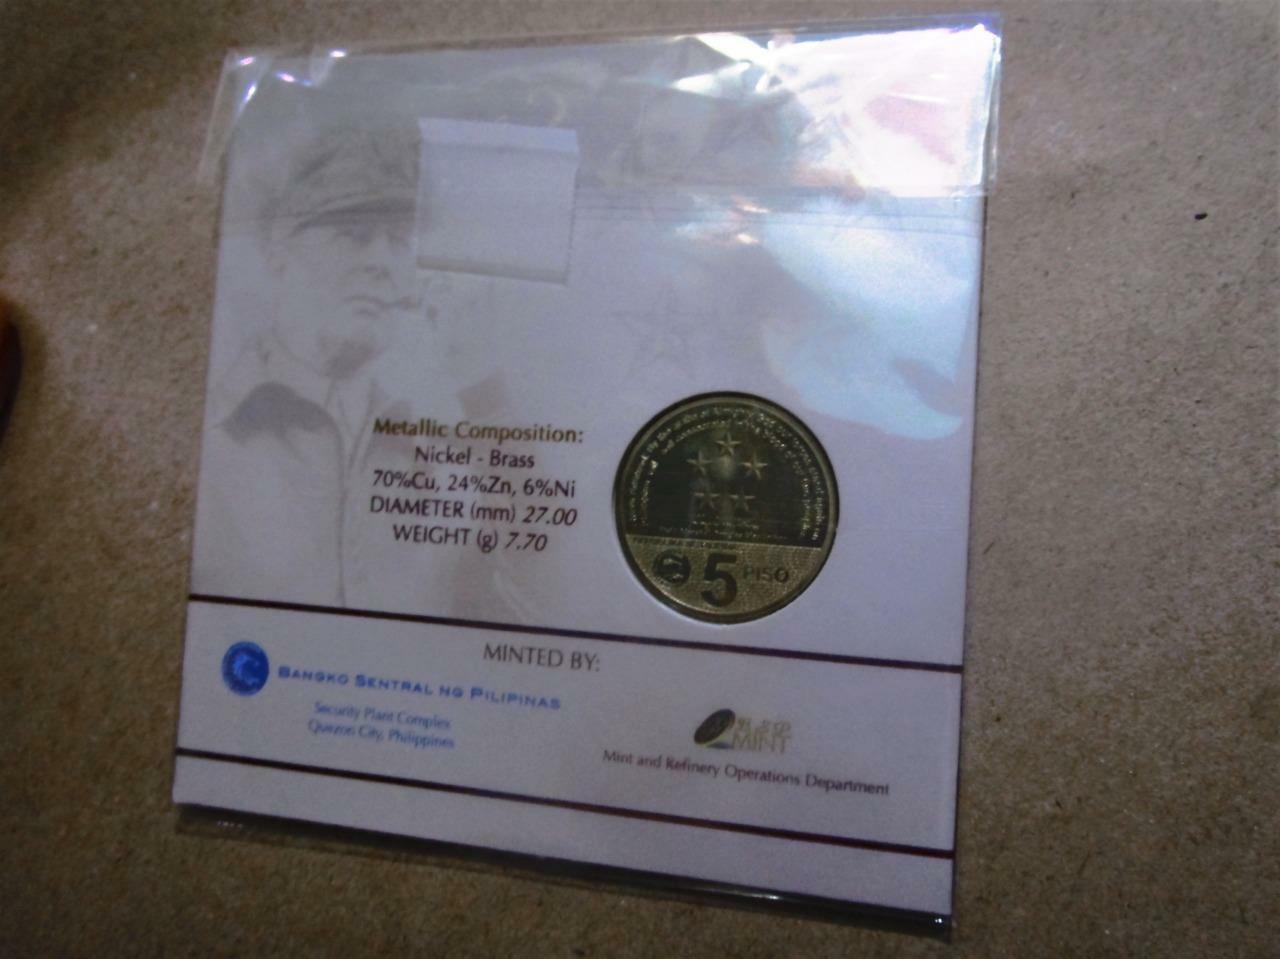 Metallic Composition:
Nickel - Brass
70%Cu, 24%Zn, 6%Ni
DIAMETER (mm) 27.00
WEIGHT (g) 7.70
5 PISO
MINTED BY:
BANGKO SENTRAL NG PILIPINAS
Security Plant Complex
Quezon City, Philippines
MINT
Mint and Refinery Operations Department